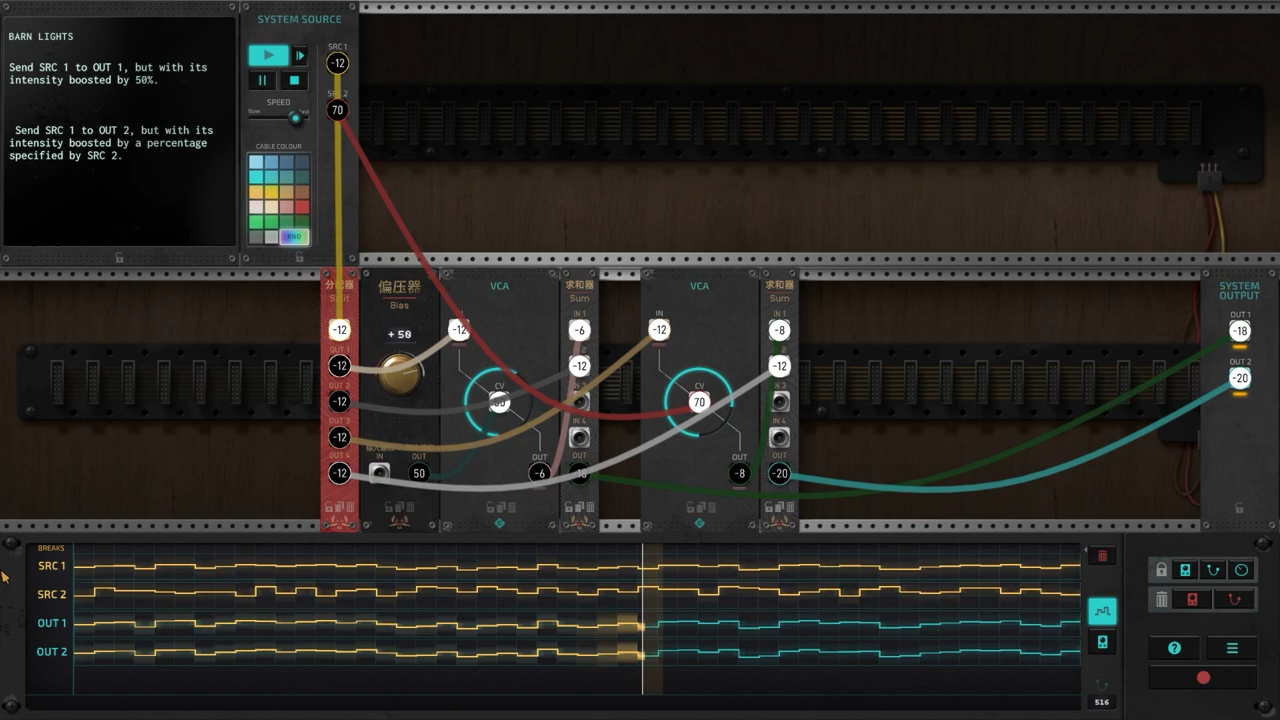 BARN LIGHTS
Send SRC 1 to OUT 1, but with its
intensity boosted by 50%.
Send SRC 1 to OUT 2, but with its
intensity boosted by a percentage
specified by SRC 2.
SYSTEM SOURCE
SPEED
Slow
Fast
CABLE COLOUR
RND
SRC 1
-12
70
Split
-12
OUT 1
-12
OUT 2
-12
OUT 3
-12
OUT 4
-12
偏压器
Bias
+ 50
IN
OUT
50
VCA
-12
CV
OUT
-6
求和器
Sum
IN 1
-6
-12
IN 4
OUT
VCA
IN
-12
CV
70
OUT
-8
求和器
Sum
IN 1
-8
-12
IN 3
IN 4
OUT
-20
SYSTEM
OUTPUT
OUT 1
-18
OUT 2
-20
BREAKS
SRC 1
SRC 2
OUT 1
OUT 2
516
?